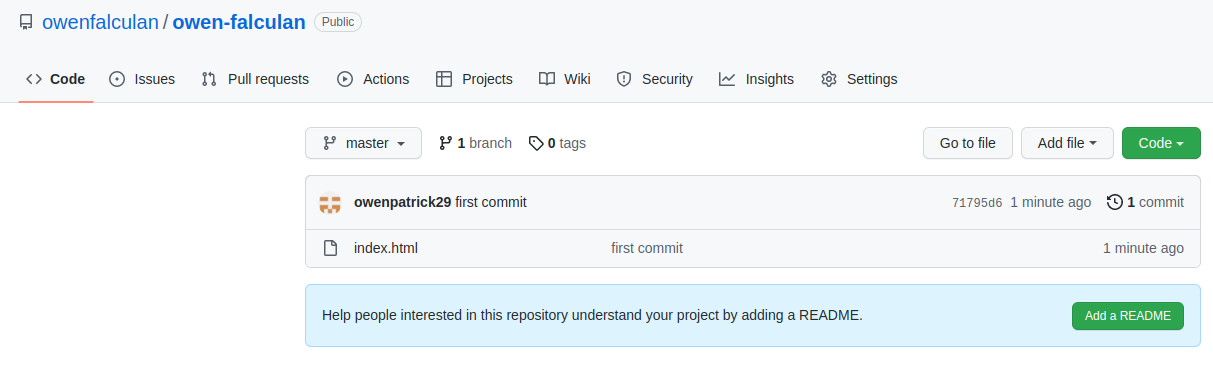 owenfalculan / owen-falculan Public
Code Issues Pull requests Actions Projects Wiki Security Insights Settings
master 1 branch 0 tags Go to file Add file Code
owenpatrick29 first commit 71795d6 1 minute ago 1 commit
index.html first commit 1 minute ago
Help people interested in this repository understand your project by adding a README. Add a README